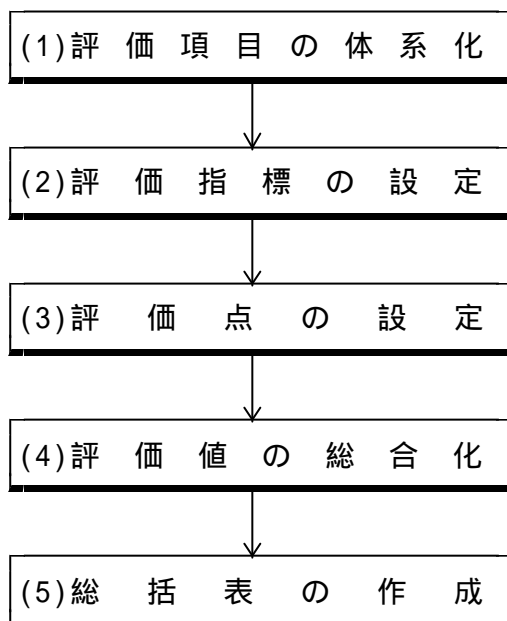 (1)評価項目の体系化
(2)評価指標の設定
(3)評価点の設定
(4)評価値の総合化
(5)総括表の作成